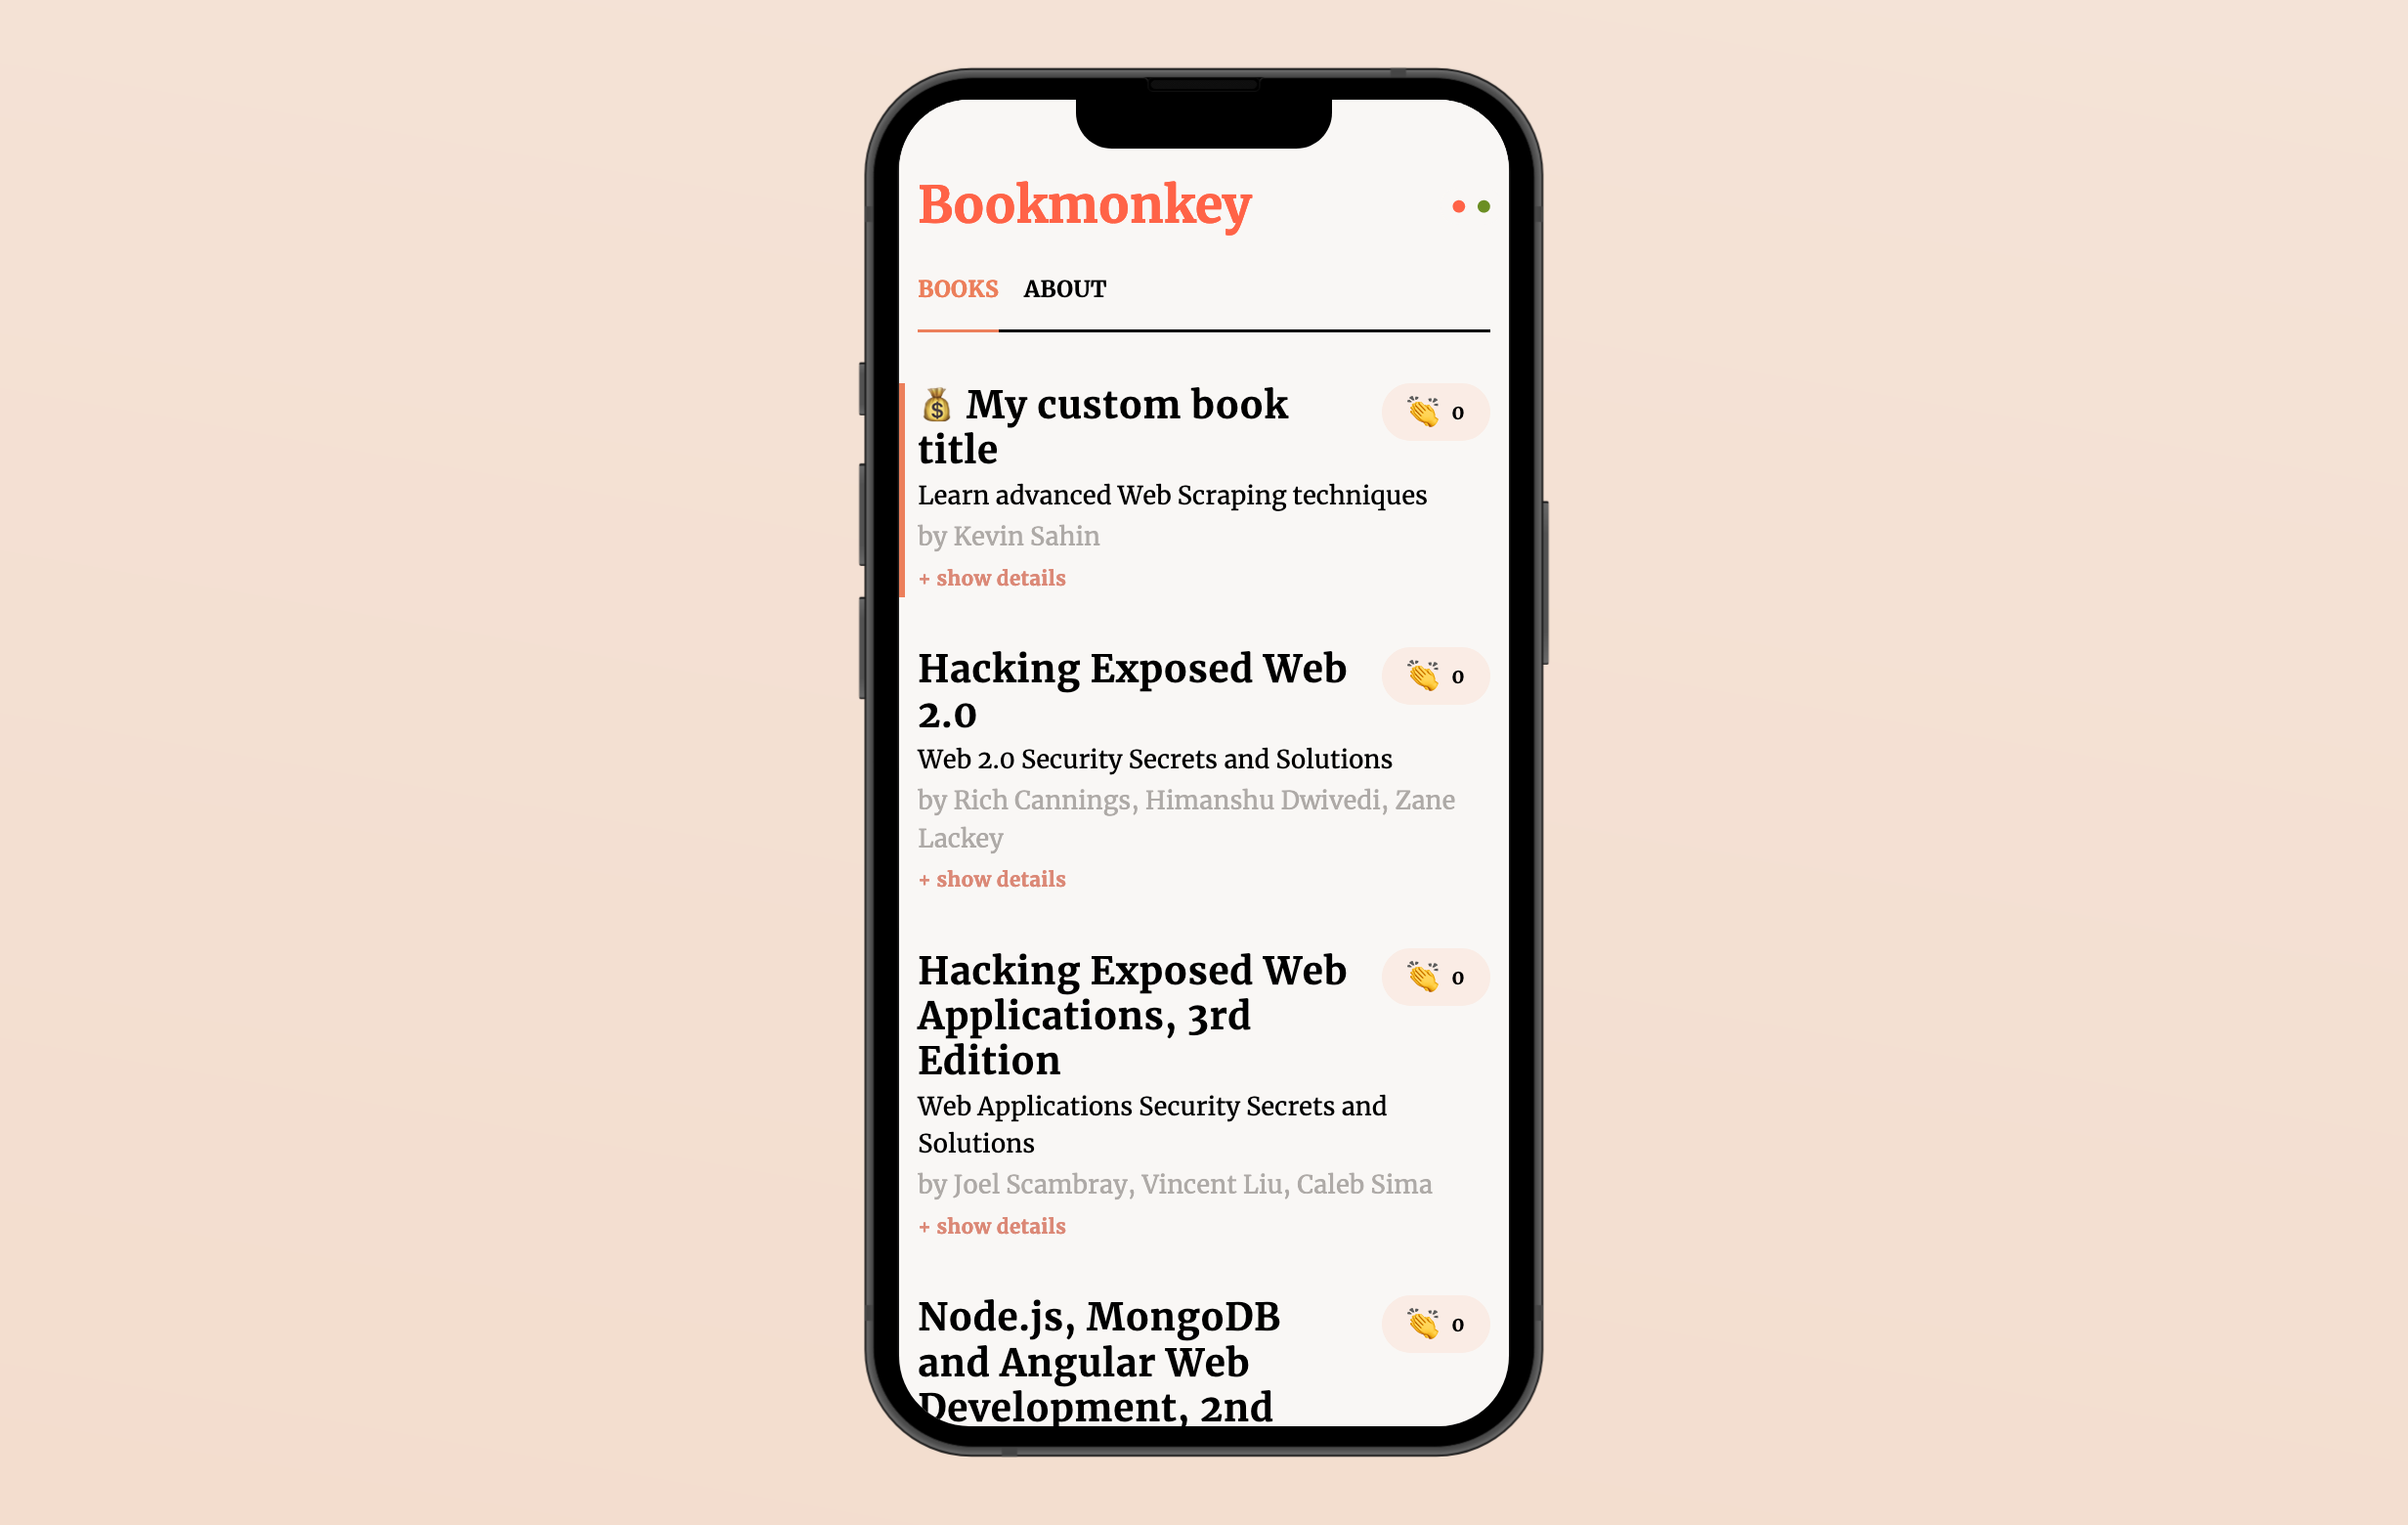 Bookmonkey
BOOKS ABOUT
💰 My custom book
title
👏 0
Learn advanced Web Scraping techniques
by Kevin Sahin
+ show details
Hacking Exposed Web
2.0
👏 0
Web 2.0 Security Secrets and Solutions
by Rich Cannings, Himanshu Dwivedi, Zane
Lackey
+ show details
Hacking Exposed Web
Applications, 3rd
Edition
👏 0
Web Applications Security Secrets and
Solutions
by Joel Scambray, Vincent Liu, Caleb Sima
+ show details
Node.js, MongoDB
and Angular Web
Development, 2nd
👏 0